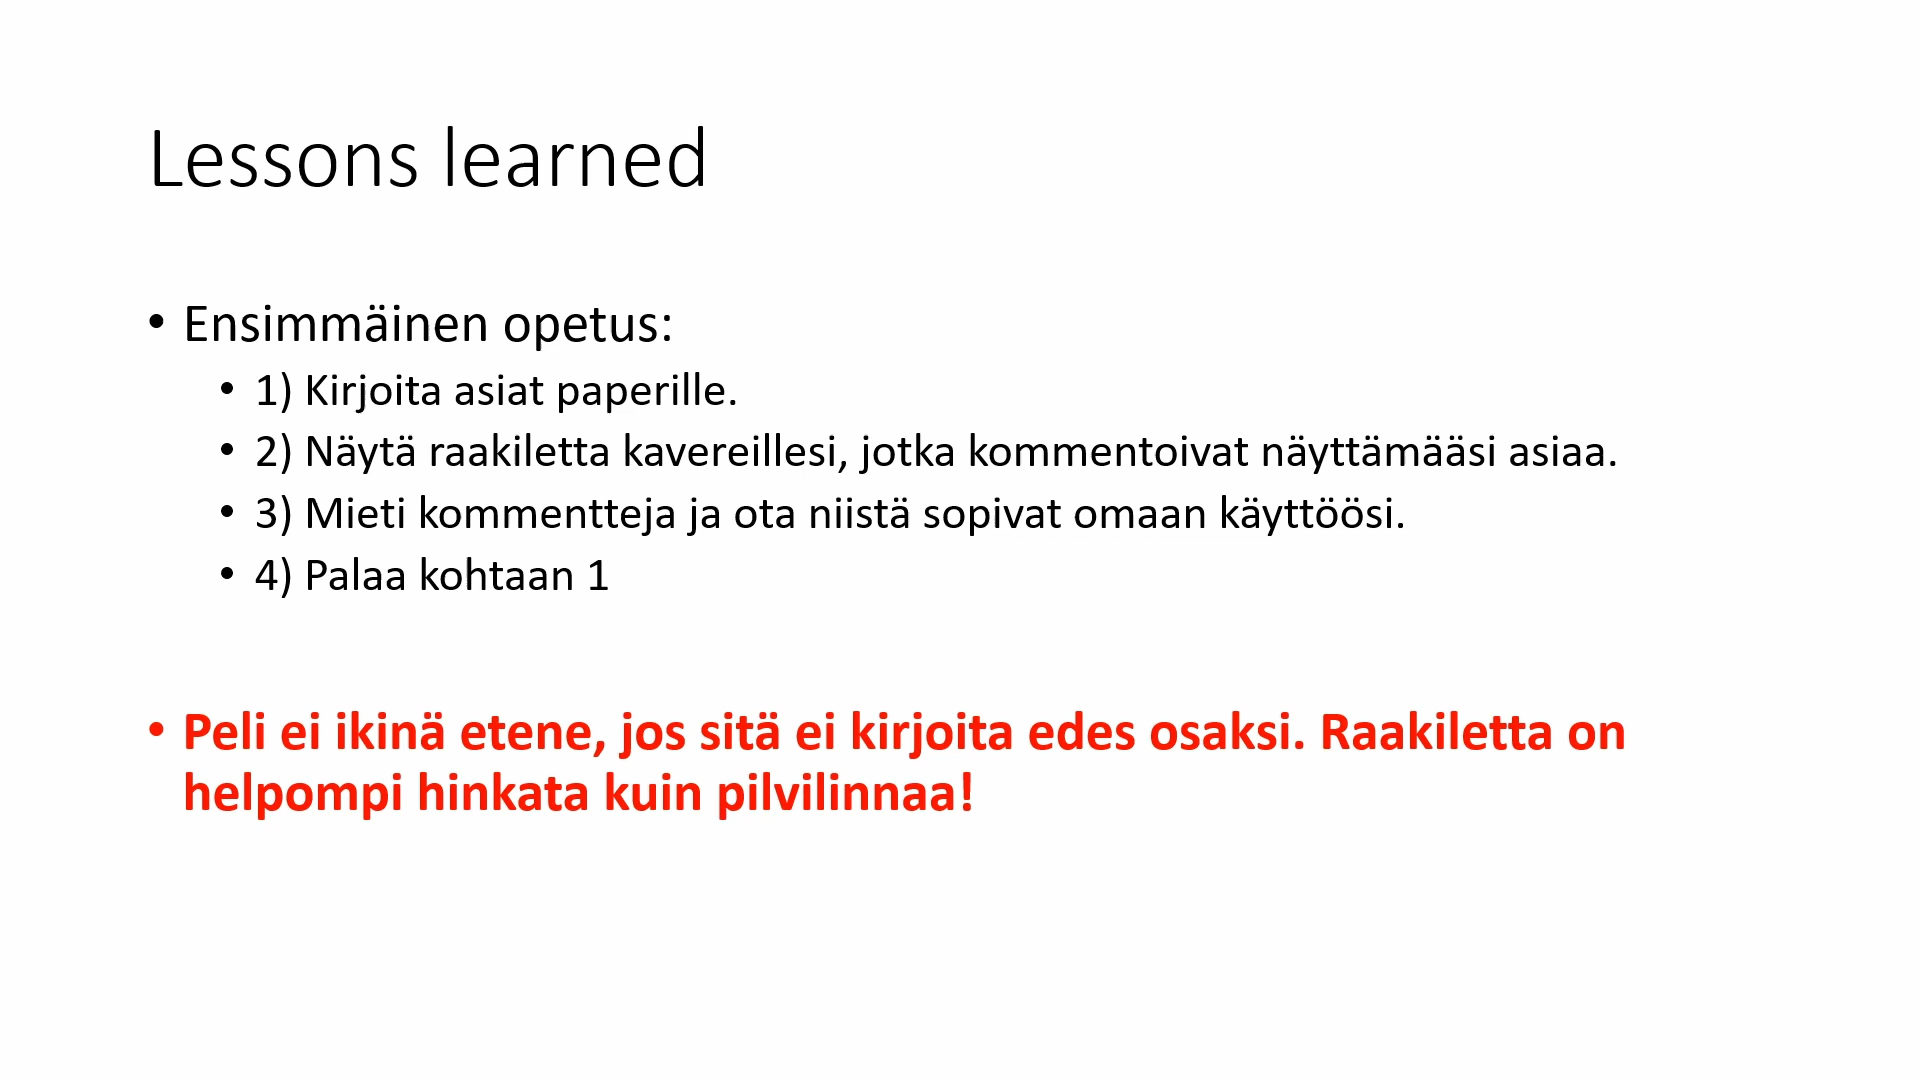 Lessons learned
• Ensimmäinen opetus:
• 1) Kirjoita asiat paperille.
• 2) Näytä raakiletta kavereillesi, jotka kommentoivat näyttämääsi asiaa.
• 3) Mieti kommentteja ja ota niistä sopivat omaan käyttöösi.
• 4) Palaa kohtaan 1
• Peli ei ikinä etene, jos sitä ei kirjoita edes osaksi. Raakiletta on
helpompi hinkata kuin pilvilinnaa!